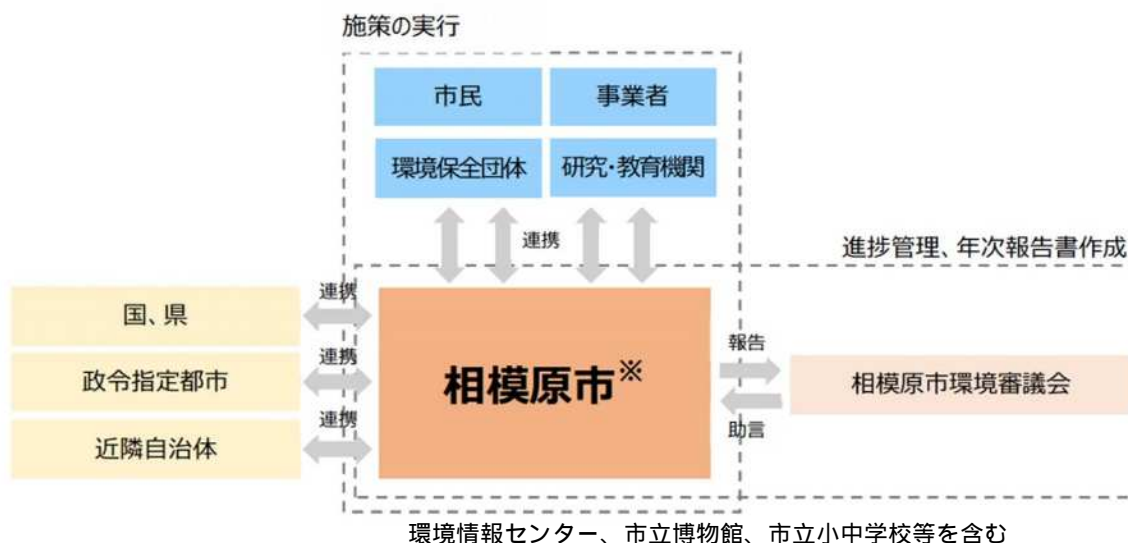 施策の実行
市民
事業者
環境保全団体
研究・教育機関
連携
進捗管理、年次報告書作成
国、県
連携
政令指定都市
連携
近隣自治体
連携
相模原市※
報告
助言
相模原市環境審議会
環境情報センター、市立博物館、市立小中学校等を含む